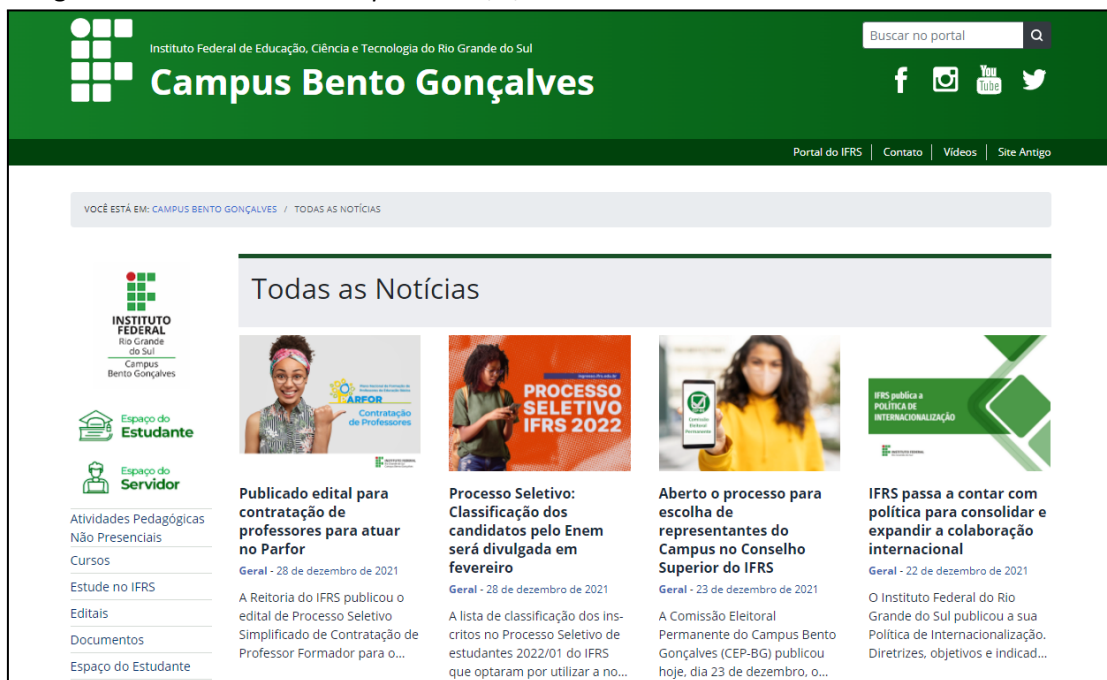 Instituto Federal de Educação, Ciência e Tecnologia do Rio Grande do Sul
Campus Bento Gonçalves
Buscar no portal
f
You
Tube
Portal do IFRS
Contato
Vídeos
Site Antigo
VOCÊ ESTÁ EM: CAMPUS BENTO GONÇALVES / TODAS AS NOTÍCIAS
INSTITUTO
FEDERAL
Rio Grande
do Sul
Campus
Bento Gonçalves
Espaço do
Estudante
Espaço do
Servidor
Atividades Pedagógicas
Não Presenciais
Cursos
Estude no IFRS
Editais
Documentos
Espaço do Estudante
Todas as Notícias
ARFOR
Contratação
de Professores
Publicado edital para
contratação de
professores para atuar
no Parfor
Geral - 28 de dezembro de 2021
A Reitoria do IFRS publicou o
edital de Processo Seletivo
Simplificado de Contratação de
Professor Formador para o...
PROCESSO
SELETIVO
IFRS 2022
Processo Seletivo:
Classificação dos
candidatos pelo Enem
será divulgada em
fevereiro
Geral - 28 de dezembro de 2021
A lista de classificação dos ins-
critos no Processo Seletivo de
estudantes 2022/01 do IFRS
que optaram por utilizar a no...
Comissão
Eleitoral
Permanente
Aberto o processo para
escolha de
representantes do
Campus no Conselho
Superior do IFRS
Geral - 23 de dezembro de 2021
A Comissão Eleitoral
Permanente do Campus Bento
Gonçalves (CEP-BG) publicou
hoje, dia 23 de dezembro, o...
IFRS publica a
POLÍTICA DE
INTERNACIONALIZAÇÃO
IFRS passa a contar com
política para consolidar e
expandir a colaboração
internacional
Geral - 22 de dezembro de 2021
O Instituto Federal do Rio
Grande do Sul publicou a sua
Política de Internacionalização.
Diretrizes, objetivos e indicad...